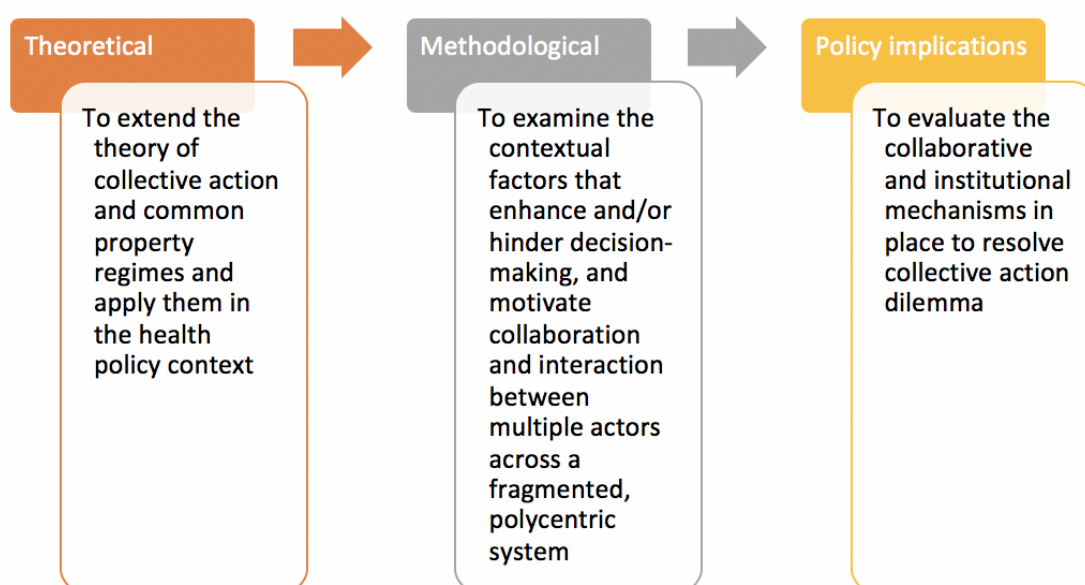 Theoretical
To extend the
theory of
collective action
and common
property
regimes and
apply them in
the health
policy context
Methodological
To examine the
contextual
factors that
enhance and/or
hinder decision-
making, and
motivate
collaboration
and interaction
between
multiple actors
across a
fragmented,
polycentric
system
Policy implications
To evaluate the
collaborative
and institutional
mechanisms in
place to resolve
collective action
dilemma